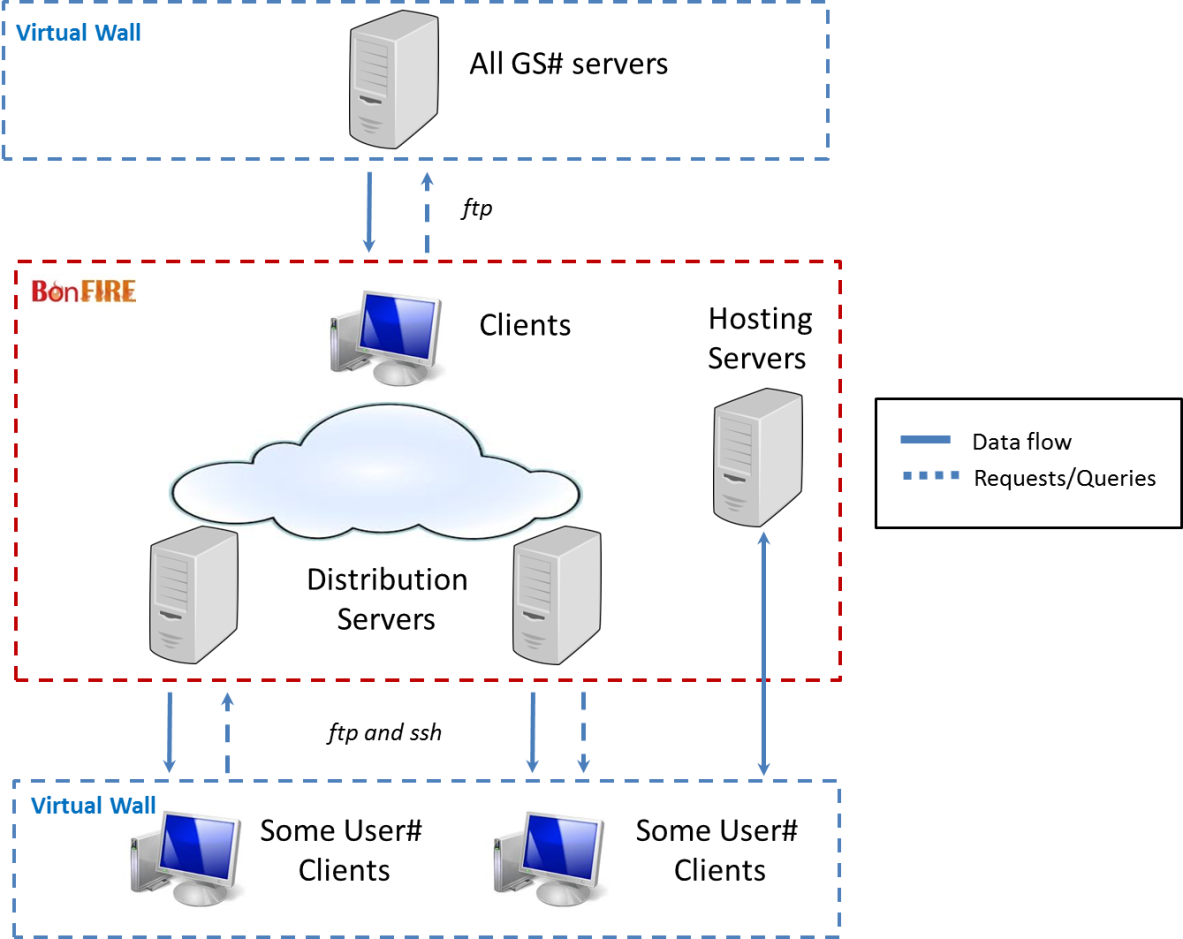 Virtual Wall
All GS# servers
ftp
BonFIRE
Clients
Hosting
Servers
Data flow
Requests/Queries
Distribution
Servers
ftp and ssh
Virtual Wall
Some User#
Clients
Some User#
Clients